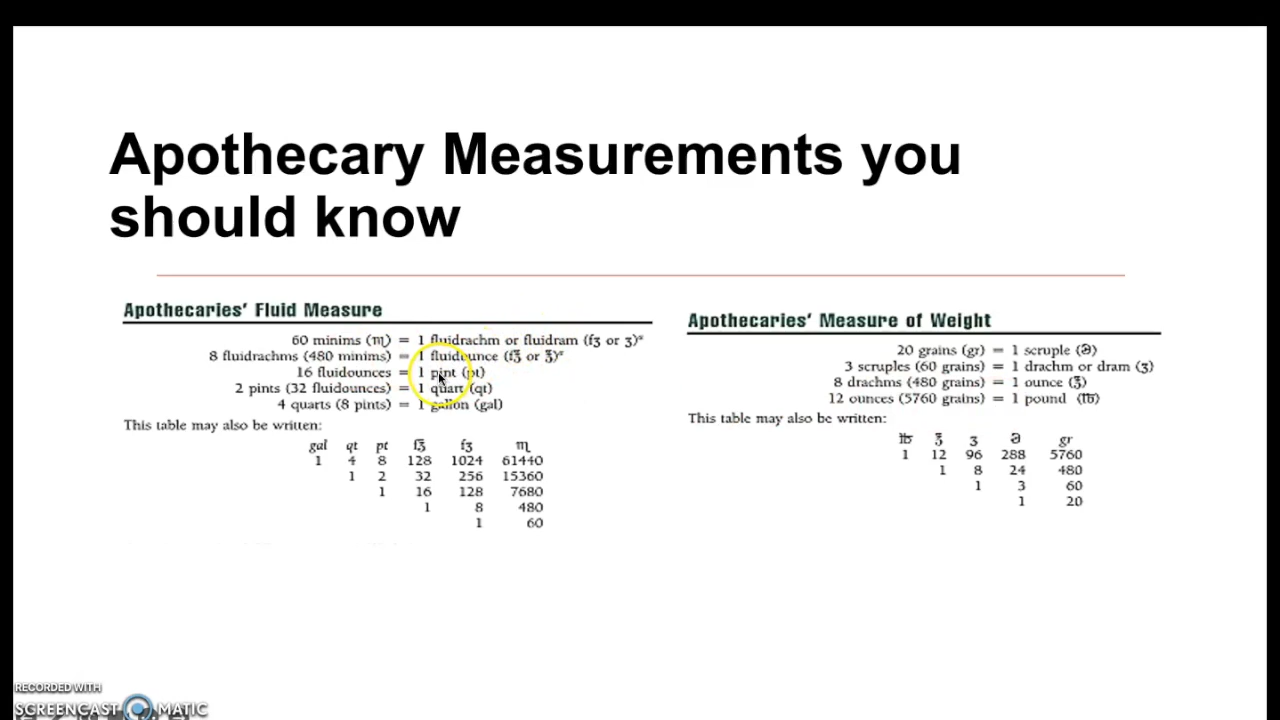 Apothecary Measurements you
should know
Apothecaries' Fluid Measure
60 minims (♏) = 1 fluidrachm or fluidram (fʒ or ʒ)*
8 fluidrachms (480 minims) = 1 fluidounce (f℥ or ℥)*
16 fluidounces = 1 pint (pt)
2 pints (32 fluidounces) = 1 quart (qt)
4 quarts (8 pints) = 1 gallon (gal)
This table may also be written:
gal qt pt f℥ fʒ ♏
1 4 8 128 1024 61440
1 2 32 256 15360
1 16 128 7680
1 8 480
1 60
Apothecaries' Measure of Weight
20 grains (gr) = 1 scruple (℈)
3 scruples (60 grains) = 1 drachm or dram (ʒ)
8 drachms (480 grains) = 1 ounce (℥)
12 ounces (5760 grains) = 1 pound (℔)
This table may also be written:
℔ ℥ ʒ ℈ gr
1 12 96 288 5760
1 8 24 480
1 3 60
1 20
RECORDED WITH
SCREENCAST MATIC